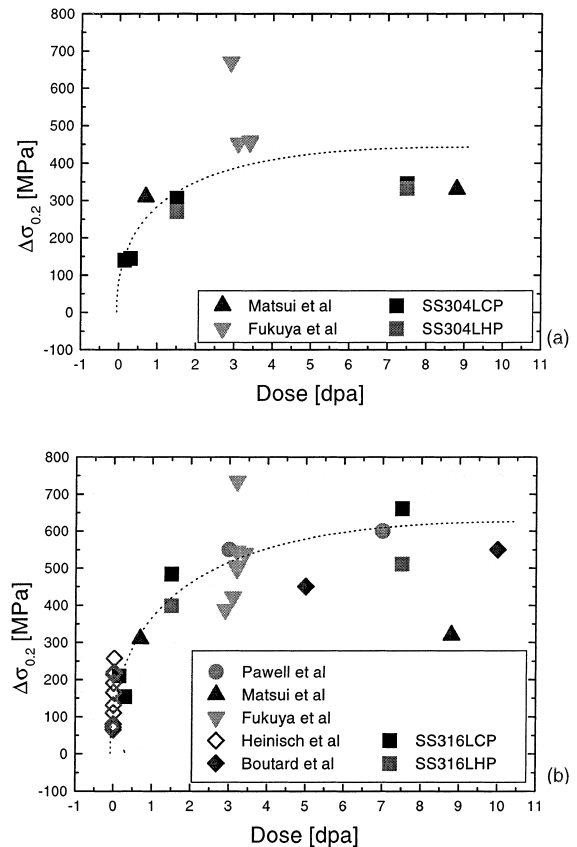 800
700
600
500
400
300
200
100
0
-100
Δσ0.2 [MPa]
Matsui et al
SS304LCP
Fukuya et al
SS304LHP
(a)
-1 0 1 2 3 4 5 6 7 8 9 10 11
Dose [dpa]
800
700
600
500
400
300
200
100
0
-100
Δσ0.2 [MPa]
Pawell et al
Matsui et al
Fukuya et al
Heinisch et al
SS316LCP
Boutard et al
SS316LHP
(b)
-1 0 1 2 3 4 5 6 7 8 9 10 11
Dose [dpa]